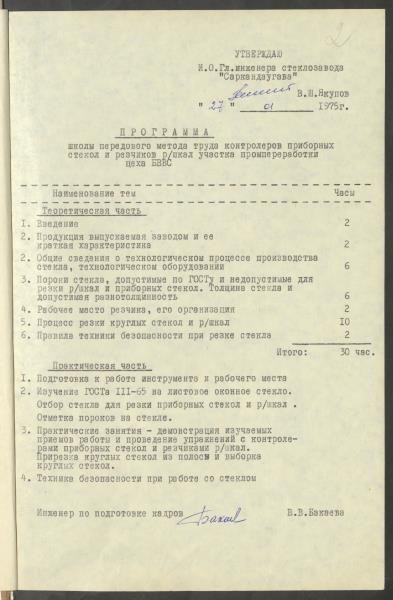 2
УТВЕРЖДАЮ
И.О.Гл.инженера стеклозавода
"Саркандаугава"
В.Ш.Якупов
" 27 " 01 1975г.
ПРОГРАММА
школы передового метода труда контролеров приборных
стекол и резчиков р/шкал участка промпереработки
цеха БВВС
Наименование тем Часы
Теоретическая часть
I. Введение 2
2. Продукция выпускаемая заводом и ее
краткая характеристика 2
2. Общие сведения о технологическом процессе производства
стекла, технологическом оборудовании 6
3. Пороки стекла, допустимые по ГОСТу и недопустимые для
резки р/шкал и приборных стекол. Толщина стекла и
допустимая разнотолщинность 6
4. Рабочее место резчика, его организация 2
5. Процесс резки круглых стекол и р/шкал IO
6. Правила техники безопасности при резке стекла 2
Итого: 30 час.
Практическая часть
I. Подготовка к работе инструмента и рабочего места
2. Изучение ГОСТа III-65 на листовое оконное стекло.
Отбор стекла для резки приборных стекол и р/шкал .
Отметка пороков на стекле.
3. Практические занятия - демонстрация изучаемых
приемов работы и проведение упражнений с контроле-
рами приборных стекол и резчиками р/шкал.
Прирезка круглых стекол из полосы и выборка
круглых стекол.
4. Техника безопасности при работе со стеклом
Инженер по подготовке кадров В.В.Бакаева